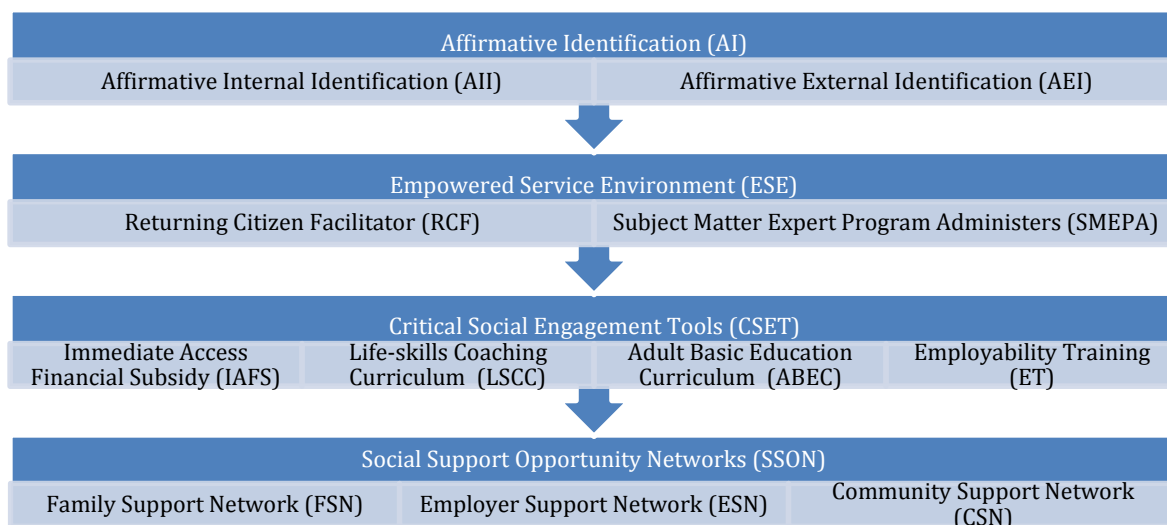 Affirmative Identification (AI)
Affirmative Internal Identification (AII)
Affirmative External Identification (AEI)
Empowered Service Environment (ESE)
Returning Citizen Facilitator (RCF)
Subject Matter Expert Program Administers (SMEPA)
Critical Social Engagement Tools (CSET)
Immediate Access
Financial Subsidy (IAFS)
Life-skills Coaching
Curriculum (LSCC)
Adult Basic Education
Curriculum (ABEC)
Employability Training
(ET)
Social Support Opportunity Networks (SSON)
Family Support Network (FSN)
Employer Support Network (ESN)
Community Support Network
(CSN)